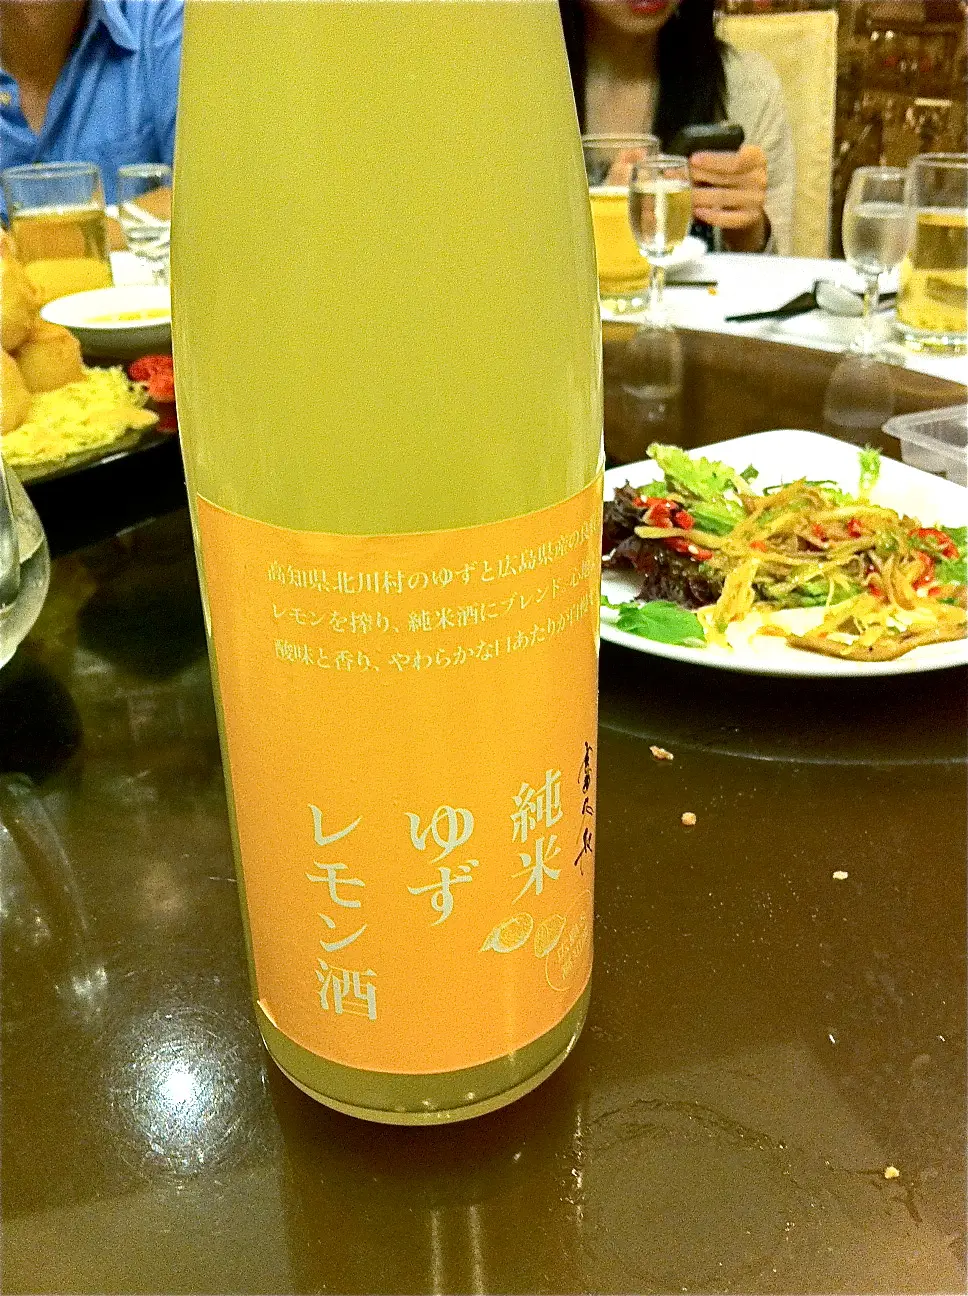 高知県北川村のゆずと広島県産の
レモンを搾り、純米酒にブレンド。心地
酸味と香り、やわらかな口あたりが
純米
ゆず
レモン酒